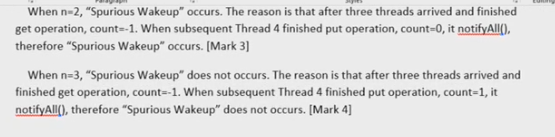 When n=2, “Spurious Wakeup” occurs. The reason is that after three threads arrived and finished
get operation, count=-1. When subsequent Thread 4 finished put operation, count=0, it notifyAll(),
therefore “Spurious Wakeup” occurs. [Mark 3]
When n=3, “Spurious Wakeup” does not occurs. The reason is that after three threads arrived and
finished get operation, count=-1. When subsequent Thread 4 finished put operation, count=1, it
notifyAll(), therefore “Spurious Wakeup” does not occurs. [Mark 4]